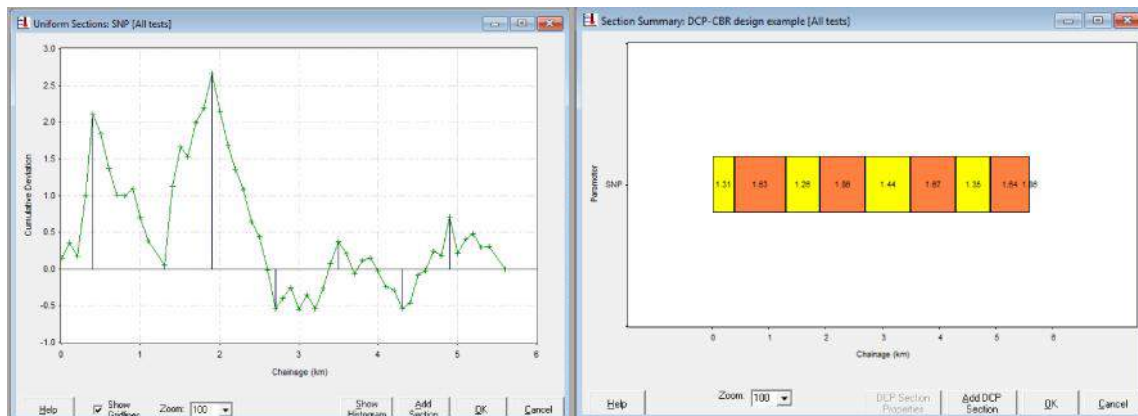 Uniform Sections: SNP [All tests]
3.0
2.5
2.0
1.5
1.0
0.5
0.0
-0.5
-1.0
Cumulative Deviation
0 1 2 3 4 5 6
Chainage (km)
Help
Show
Gridlines
Zoom: 100
Show
Histogram
Add
Section
OK
Cancel
Section Summary: DCP-CBR design example [All tests]
Parameter
SNP
1.31 1.63 1.26 1.44 1.67 1.35 1.64
0 1 2 3 4 5 6
Chainage (km)
Help
Zoom: 100
DCP Section
Properties
Add DCP
Section
OK
Cancel